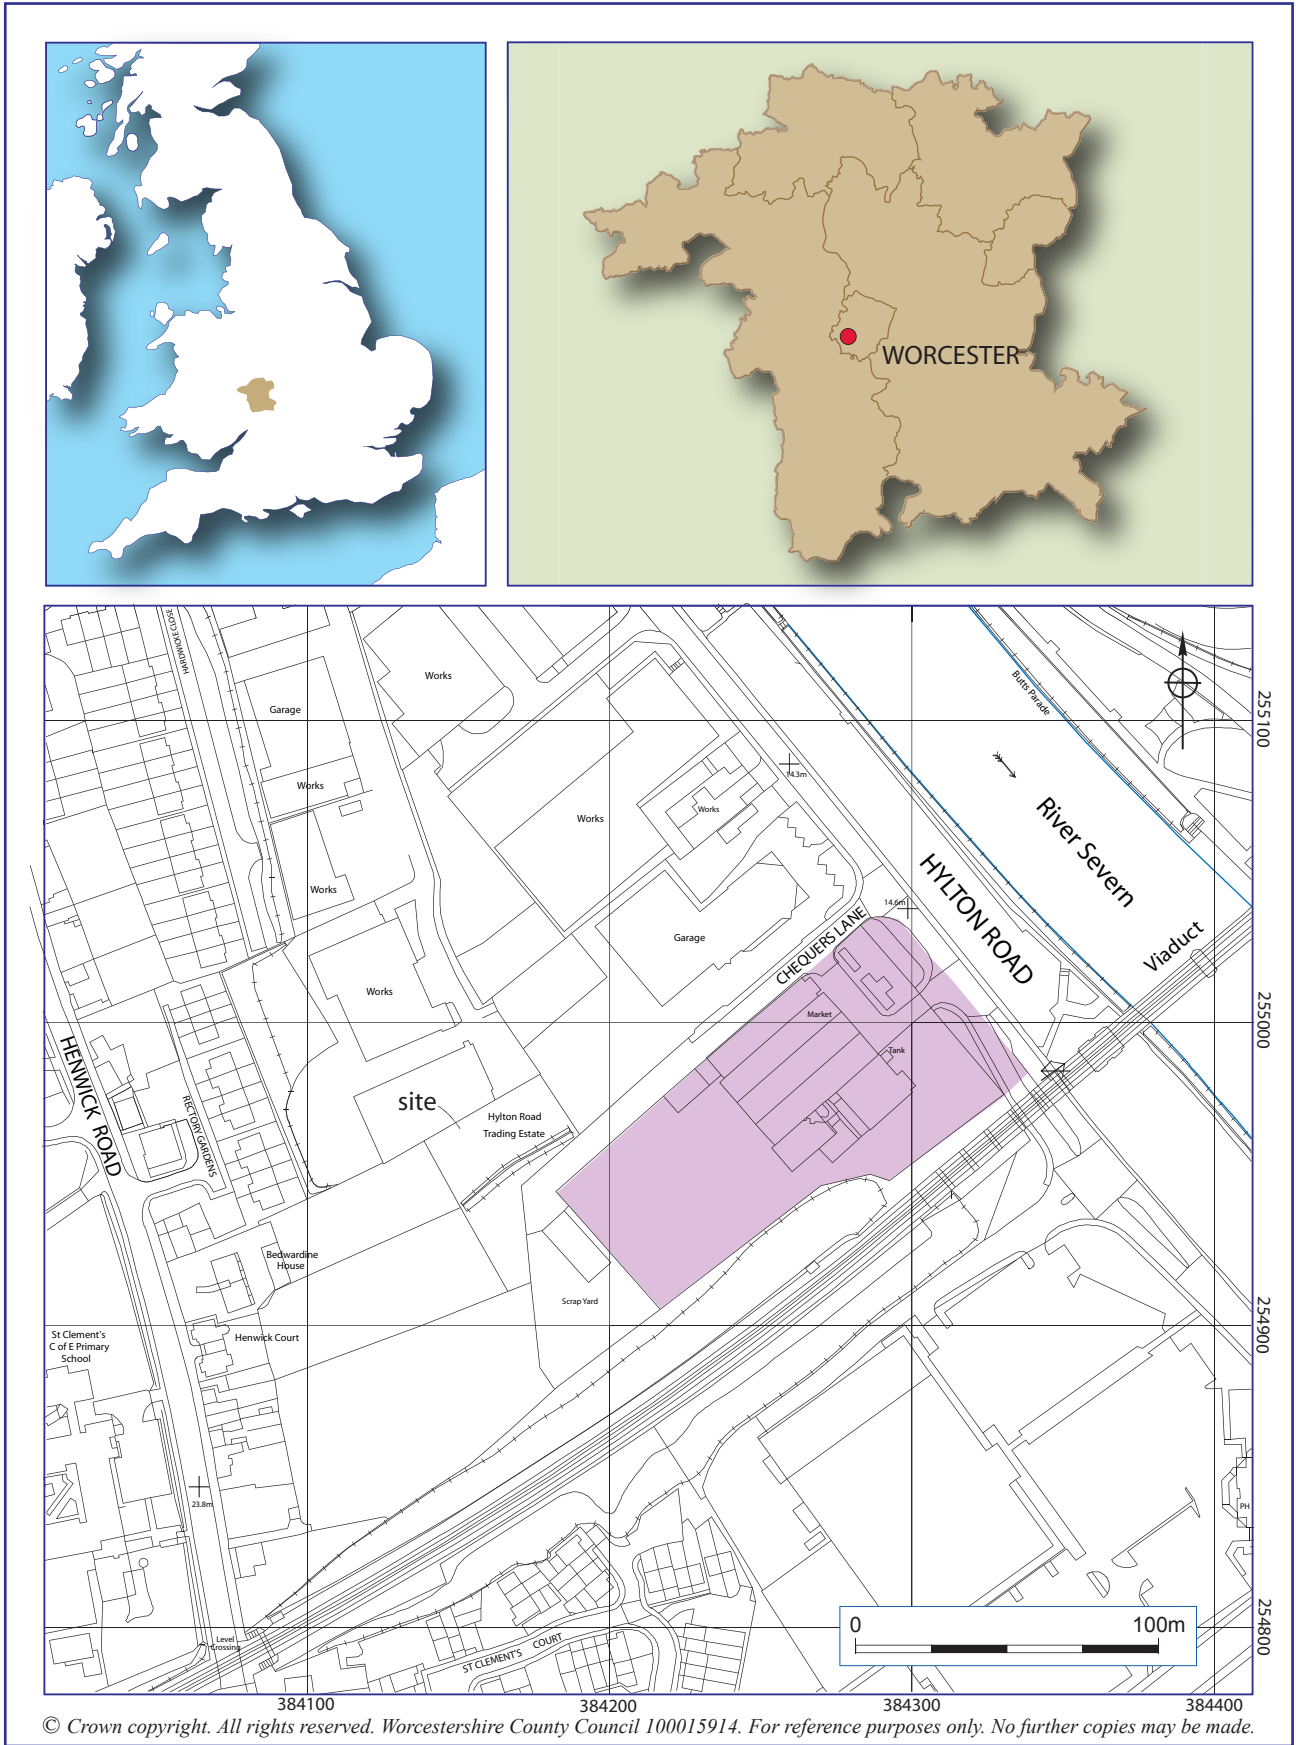 WORCESTER
HARDWICKE CLOSE
Works
Garage
Butts Parade
255100
14.3m
Works
Works
Works
River Severn
Works
HYLTON ROAD
14.6m
CHEQUERS LANE
Garage
Viaduct
Works
Market
255000
HENWICK ROAD
Tank
RECTORY GARDENS
site
Hylton Road
Trading Estate
Bedwardine
House
Scrap Yard
St Clement's
C of E Primary
School
Henwick Court
254900
23.8m
PH
Level
Crossing
ST CLEMENT'S COURT
0 100m
254800
384100 384200 384300 384400
© Crown copyright. All rights reserved. Worcestershire County Council 100015914. For reference purposes only. No further copies may be made.